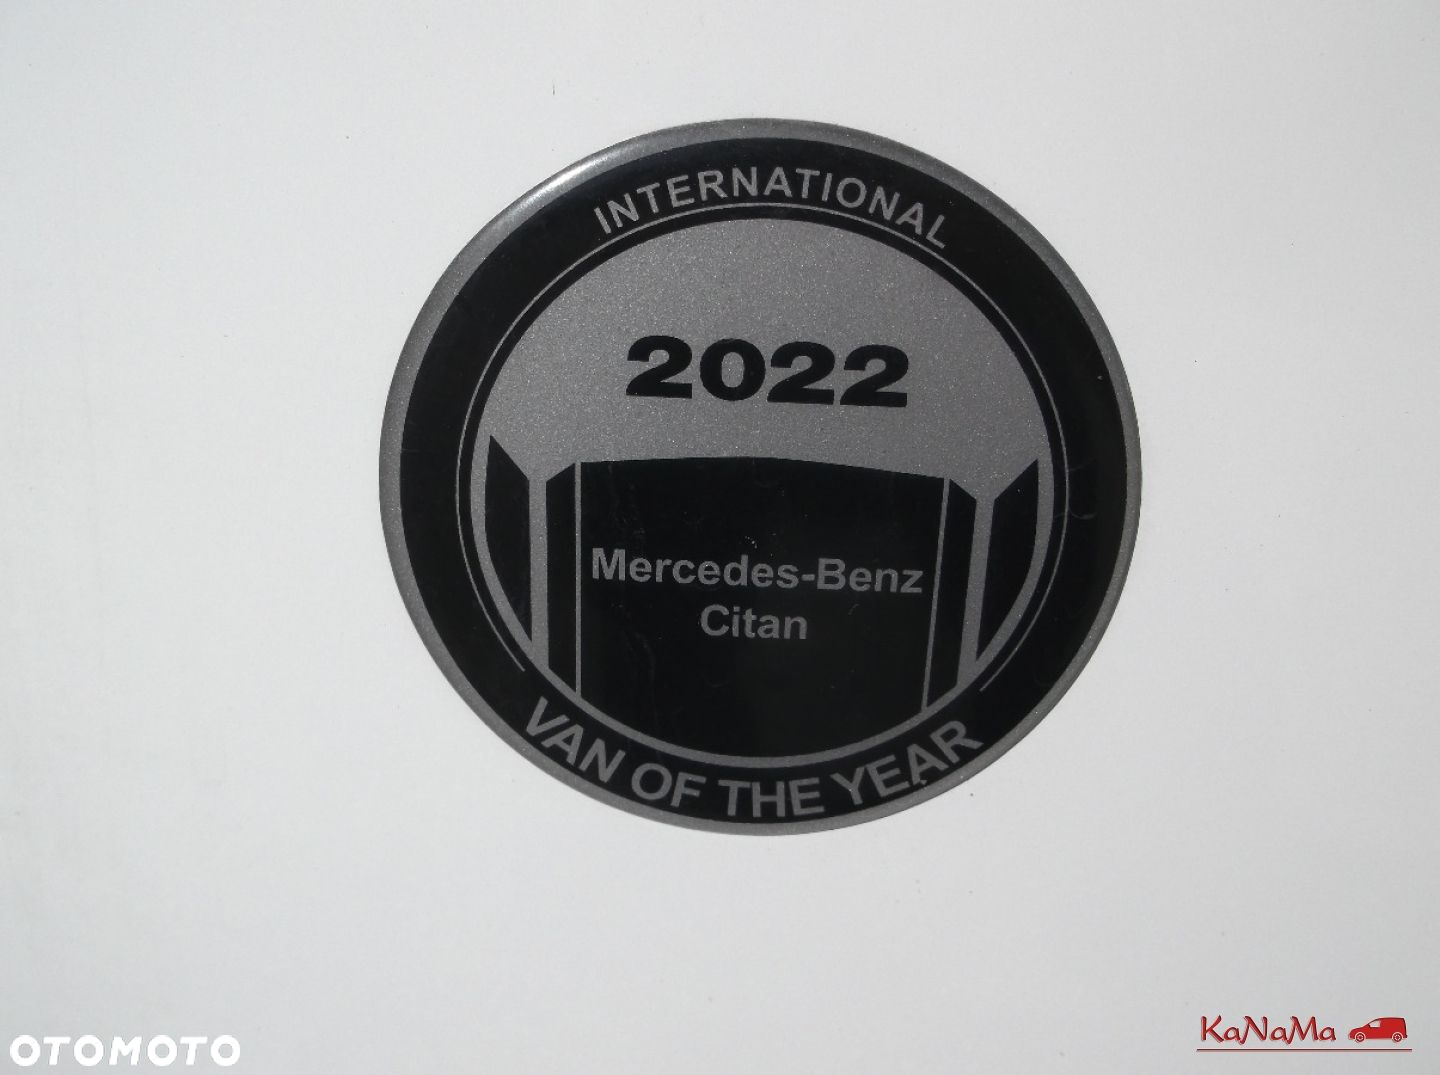 INTERNATIONAL
2022
Mercedes-Benz
Citan
VAN OF THE YEAR
OTOMOTO
KaNaMa